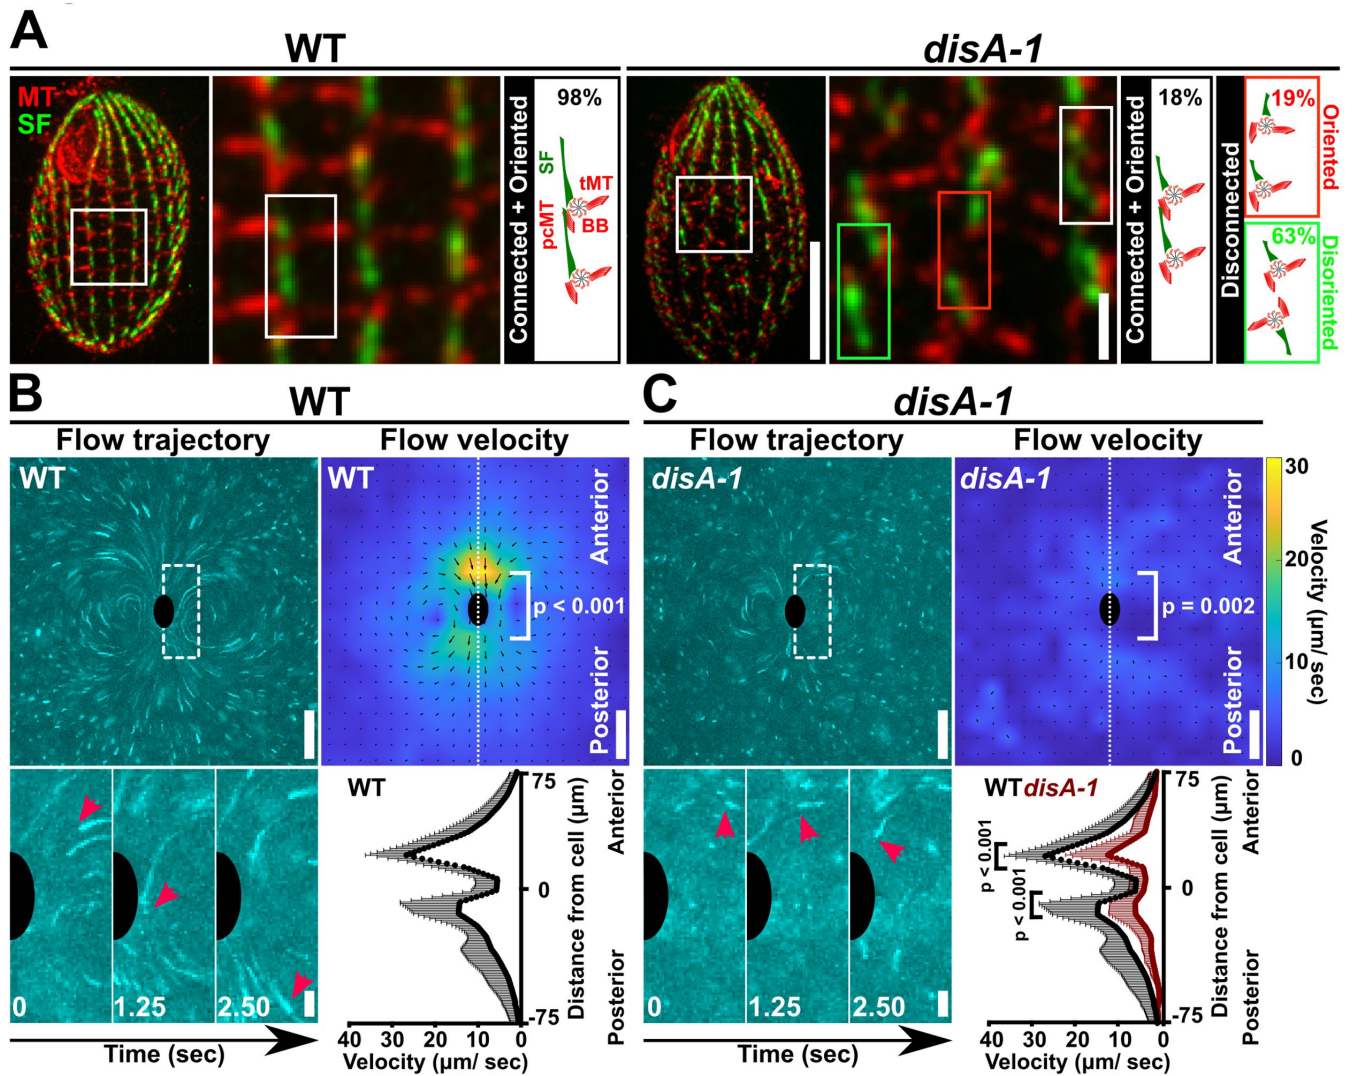 A
WT
disA-1
MT
SF
Connected + Oriented
98%
SF
tMT
pcMT
BB
Connected + Oriented
18%
Disconnected
19%
Oriented
63%
Disoriented
B
WT
Flow trajectory
Flow velocity
WT
WT
Anterior
p < 0.001
Posterior
C
disA-1
Flow trajectory
Flow velocity
disA-1
disA-1
Anterior
p = 0.002
Posterior
30
20
10
0
Velocity (µm/ sec)
0
1.25
2.50
Time (sec)
WT
75
0
-75
Distance from cell (µm)
Anterior
Posterior
40 30 20 10 0
Velocity (µm/ sec)
0
1.25
2.50
Time (sec)
WT disA-1
p < 0.001
p < 0.001
75
0
-75
Distance from cell (µm)
Anterior
Posterior
40 30 20 10 0
Velocity (µm/ sec)